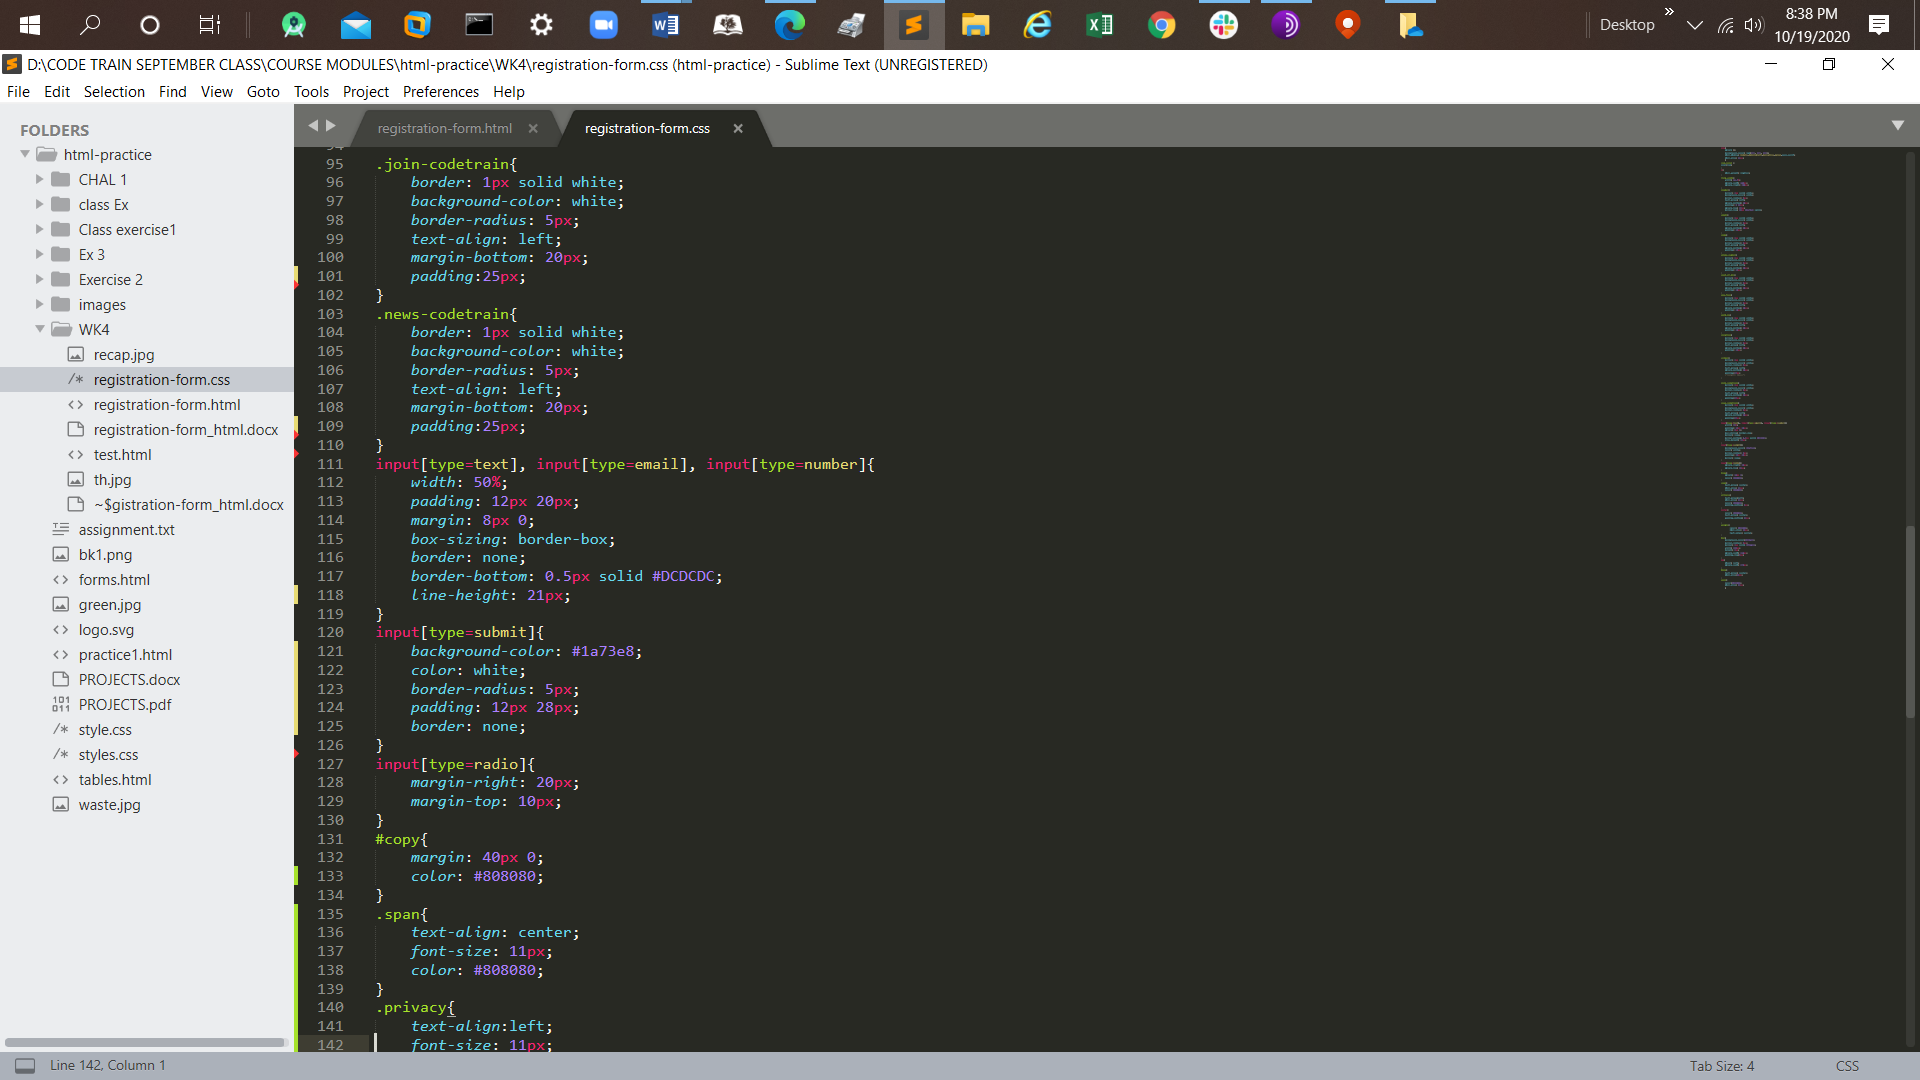 Desktop
»
8:38 PM
10/19/2020
D:\CODE TRAIN SEPTEMBER CLASS\COURSE MODULES\html-practice\WK4\registration-form.css (html-practice) - Sublime Text (UNREGISTERED)
File Edit Selection Find View Goto Tools Project Preferences Help
FOLDERS
html-practice
CHAL 1
class Ex
Class exercise1
Ex 3
Exercise 2
images
WK4
recap.jpg
/* registration-form.css
<> registration-form.html
registration-form_html.docx
<> test.html
th.jpg
~$gistration-form_html.docx
assignment.txt
bk1.png
<> forms.html
green.jpg
<> logo.svg
<> practice1.html
PROJECTS.docx
PROJECTS.pdf
/* style.css
/* styles.css
<> tables.html
waste.jpg
registration-form.html
registration-form.css
94
95 .join-codetrain{
96 border: 1px solid white;
97 background-color: white;
98 border-radius: 5px;
99 text-align: left;
100 margin-bottom: 20px;
101 padding:25px;
102 }
103 .news-codetrain{
104 border: 1px solid white;
105 background-color: white;
106 border-radius: 5px;
107 text-align: left;
108 margin-bottom: 20px;
109 padding:25px;
110 }
111 input[type=text], input[type=email], input[type=number]{
112 width: 50%;
113 padding: 12px 20px;
114 margin: 8px 0;
115 box-sizing: border-box;
116 border: none;
117 border-bottom: 0.5px solid #DCDCDC;
118 line-height: 21px;
119 }
120 input[type=submit]{
121 background-color: #1a73e8;
122 color: white;
123 border-radius: 5px;
124 padding: 12px 28px;
125 border: none;
126 }
127 input[type=radio]{
128 margin-right: 20px;
129 margin-top: 10px;
130 }
131 #copy{
132 margin: 40px 0;
133 color: #808080;
134 }
135 .span{
136 text-align: center;
137 font-size: 11px;
138 color: #808080;
139 }
140 .privacy{
141 text-align:left;
142 font-size: 11px;
Line 142, Column 1
Tab Size: 4
CSS